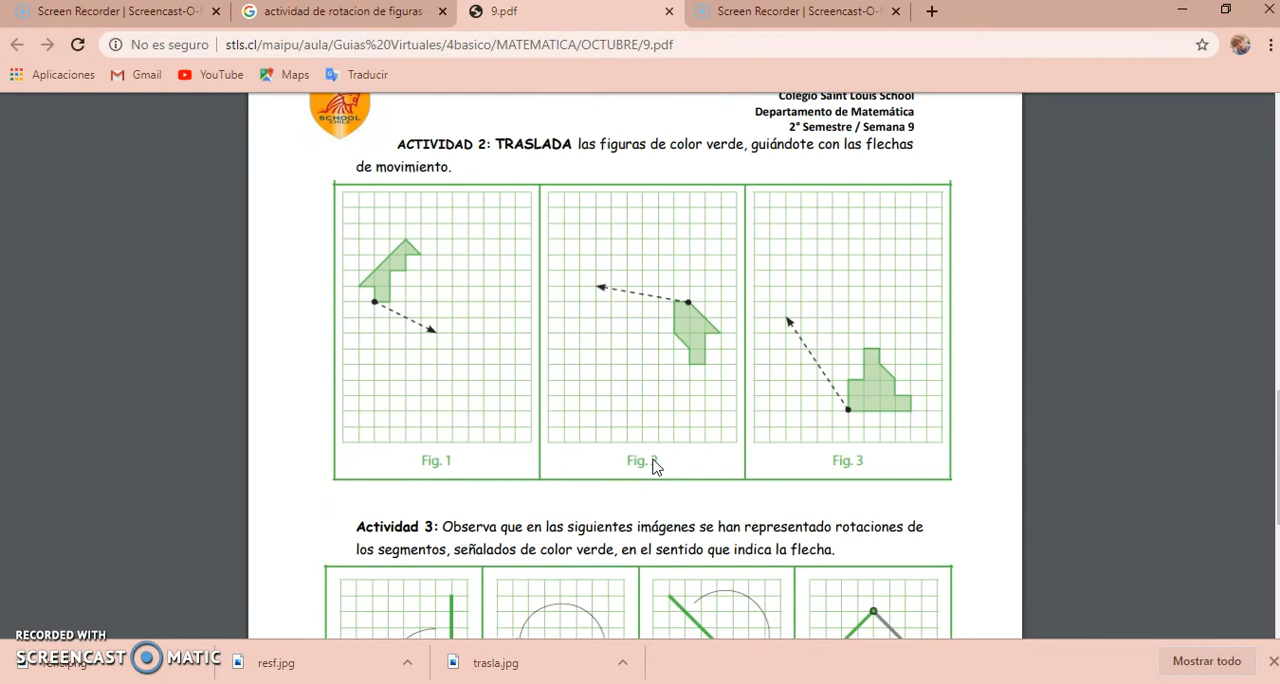 Screen Recorder | Screencast-O-
actividad de rotacion de figuras
9.pdf
Screen Recorder | Screencast-O-
No es seguro
stls.cl/maipu/aula/Guias%20Virtuales/4basico/MATEMATICA/OCTUBRE/9.pdf
Aplicaciones
Gmail
YouTube
Maps
Traducir
SCHOOL
Colegio Saint Louis School
Departamento de Matemática
2° Semestre / Semana 9
ACTIVIDAD 2: TRASLADA las figuras de color verde, guiándote con las flechas
de movimiento.
Fig. 1
Fig.
Fig. 3
Actividad 3: Observa que en las siguientes imágenes se han representado rotaciones de
los segmentos, señalados de color verde, en el sentido que indica la flecha.
RECORDED WITH
SCREENCAST MATIC
resf.jpg
trasla.jpg
Mostrar todo